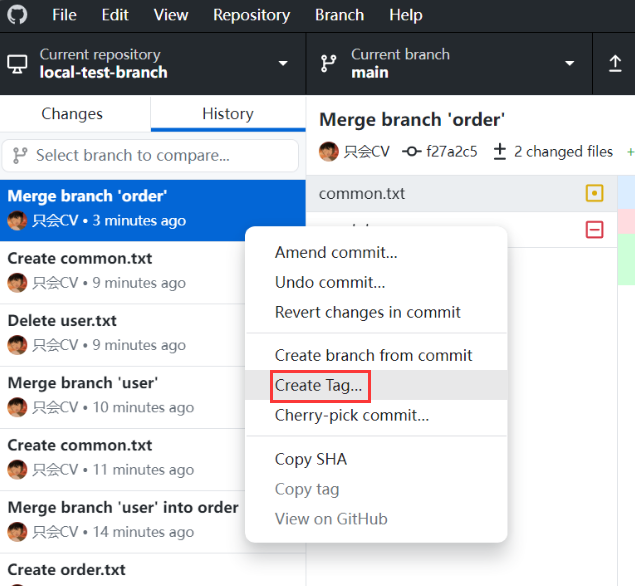 File Edit View Repository Branch Help
Current repository
local-test-branch
Current branch
main
Changes History
Select branch to compare...
Merge branch 'order'
只会CV • 3 minutes ago
Create common.txt
只会CV • 9 minutes ago
Delete user.txt
只会CV • 9 minutes ago
Merge branch 'user'
只会CV • 10 minutes ago
Create common.txt
只会CV • 11 minutes ago
Merge branch 'user' into order
只会CV • 14 minutes ago
Create order.txt
Merge branch 'order'
只会CV f27a2c5 2 changed files +
common.txt
Amend commit...
Undo commit...
Revert changes in commit
Create branch from commit
Create Tag...
Cherry-pick commit...
Copy SHA
Copy tag
View on GitHub